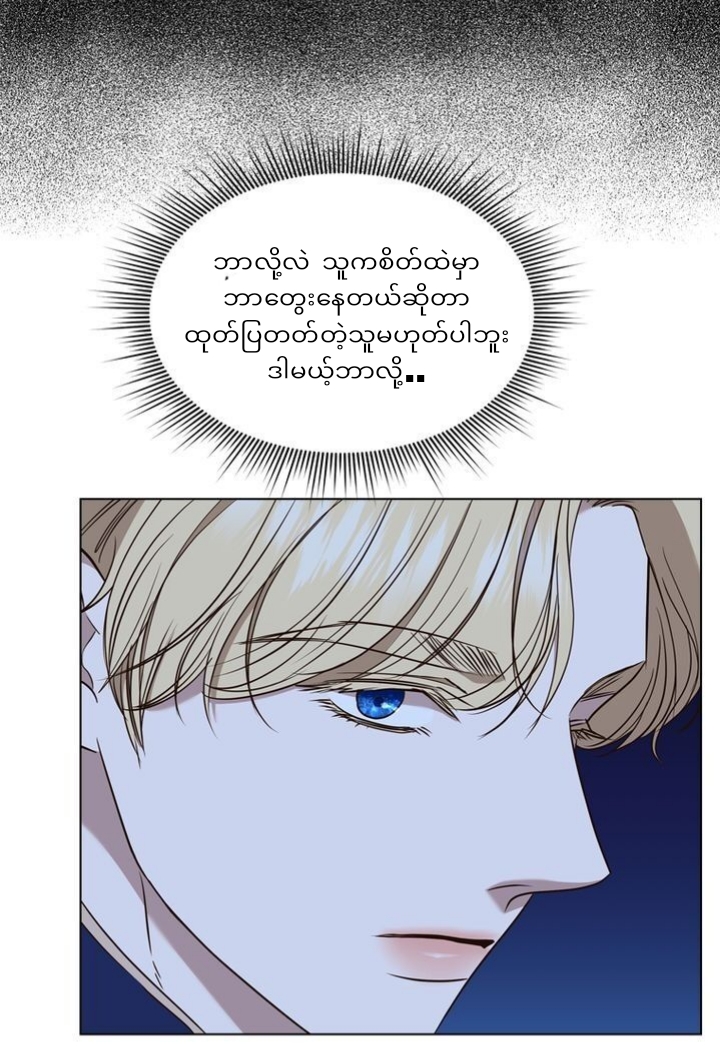 ဘာလို့လဲ သူကစိတ်ထဲမှာ
ဘာတွေးနေတယ်ဆိုတာ
ထုတ်ပြတတ်တဲ့သူမဟုတ်ပါဘူး
ဒါမယ့်ဘာလို့..